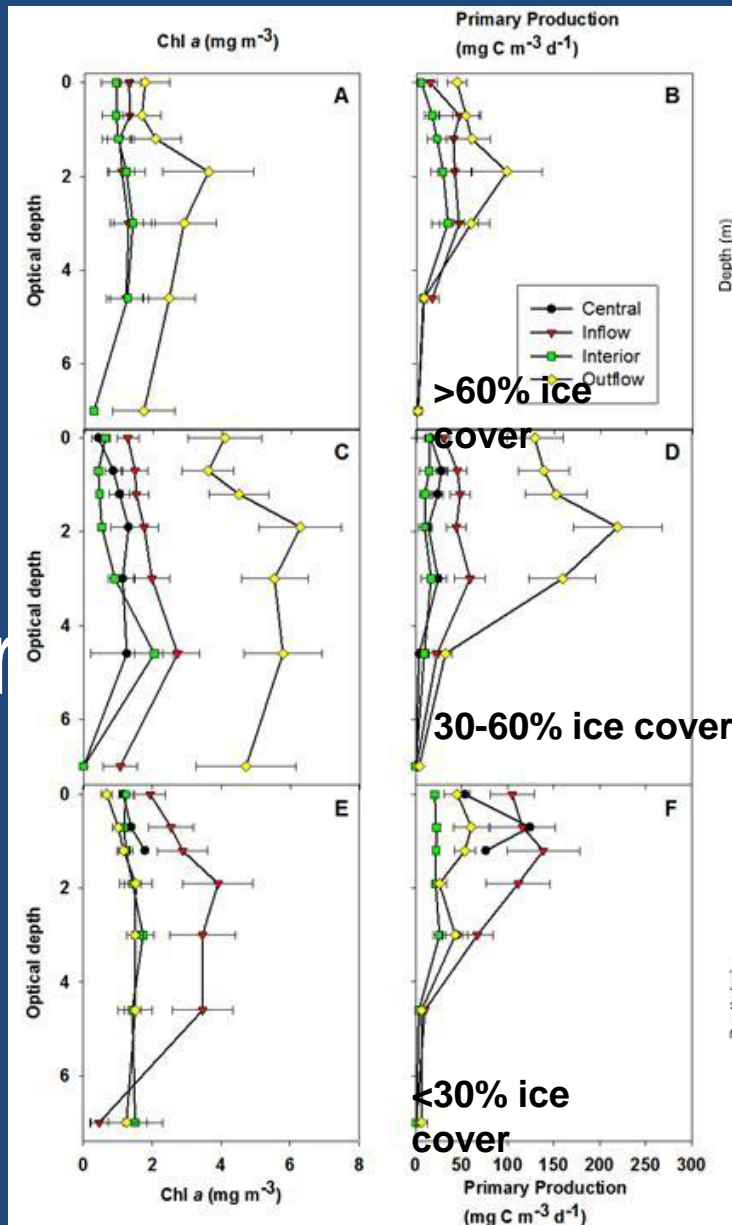 Chl a (mg m-3)
Primary Production
(mg C m-3 d-1)
0
2
4
6
Optical depth
A
B
Depth (m)
Central
Inflow
Interior
Outflow
>60% ice
cover
0
2
4
6
Optical depth
C
D
r
30-60% ice cover
0
2
4
6
Optical depth
E
F
<30% ice
cover
0 2 4 6 8
Chl a (mg m-3)
0 50 100 150 200 250 300
Primary Production
(mg C m-3 d-1)